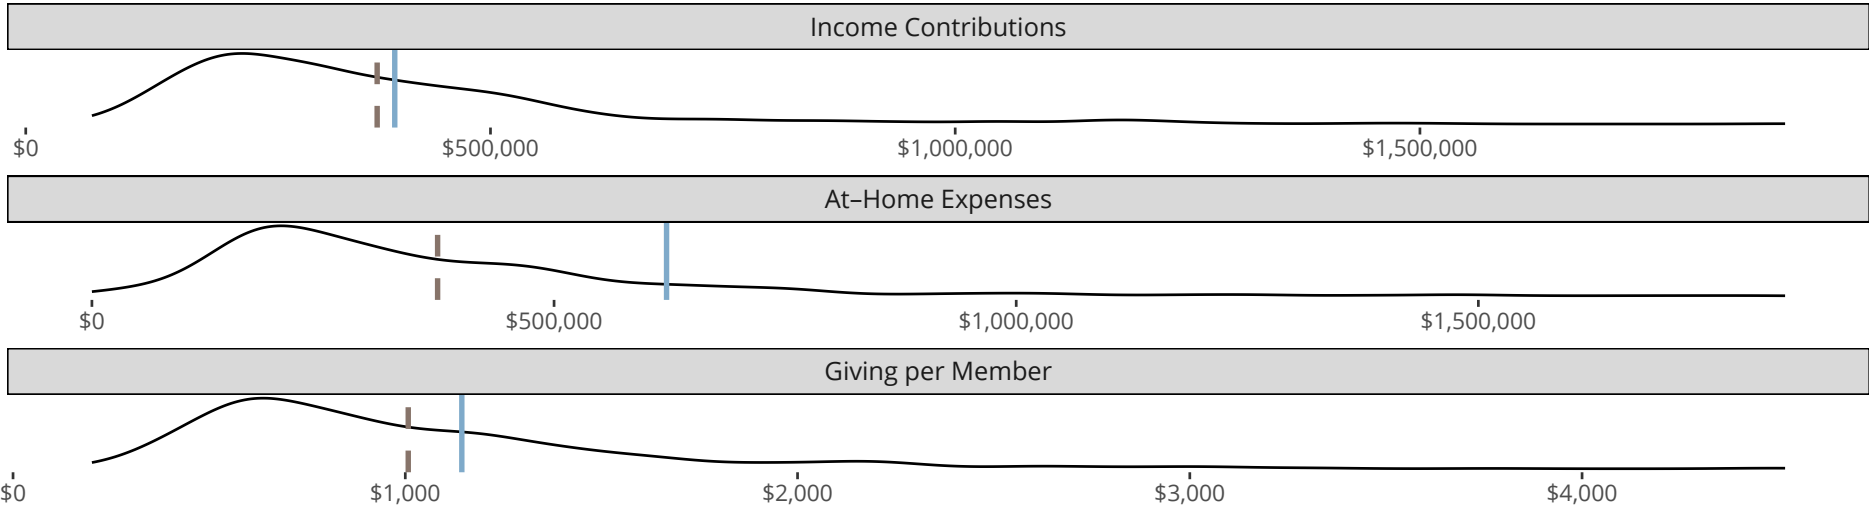 Income Contributions
$0 $500,000 $1,000,000 $1,500,000
At–Home Expenses
$0 $500,000 $1,000,000 $1,500,000
Giving per Member
$0 $1,000 $2,000 $3,000 $4,000